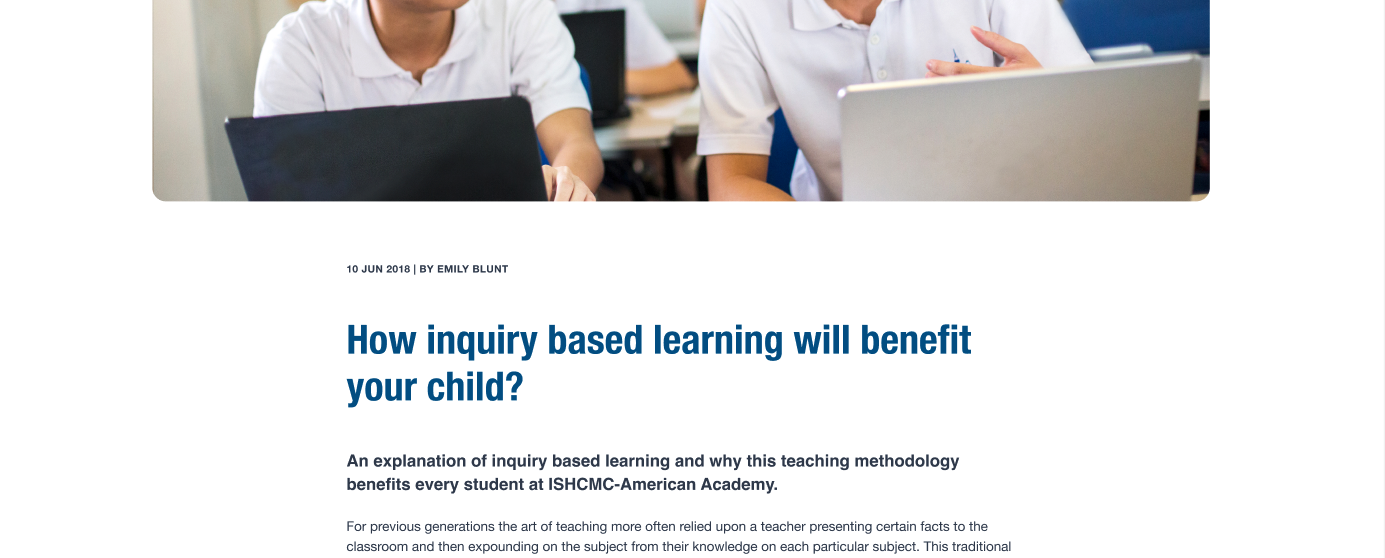 10 JUN 2018 | BY EMILY BLUNT
How inquiry based learning will benefit
your child?
An explanation of inquiry based learning and why this teaching methodology
benefits every student at ISHCMC-American Academy.
For previous generations the art of teaching more often relied upon a teacher presenting certain facts to the
classroom and then expounding on the subject from their knowledge on each particular subject. This traditional